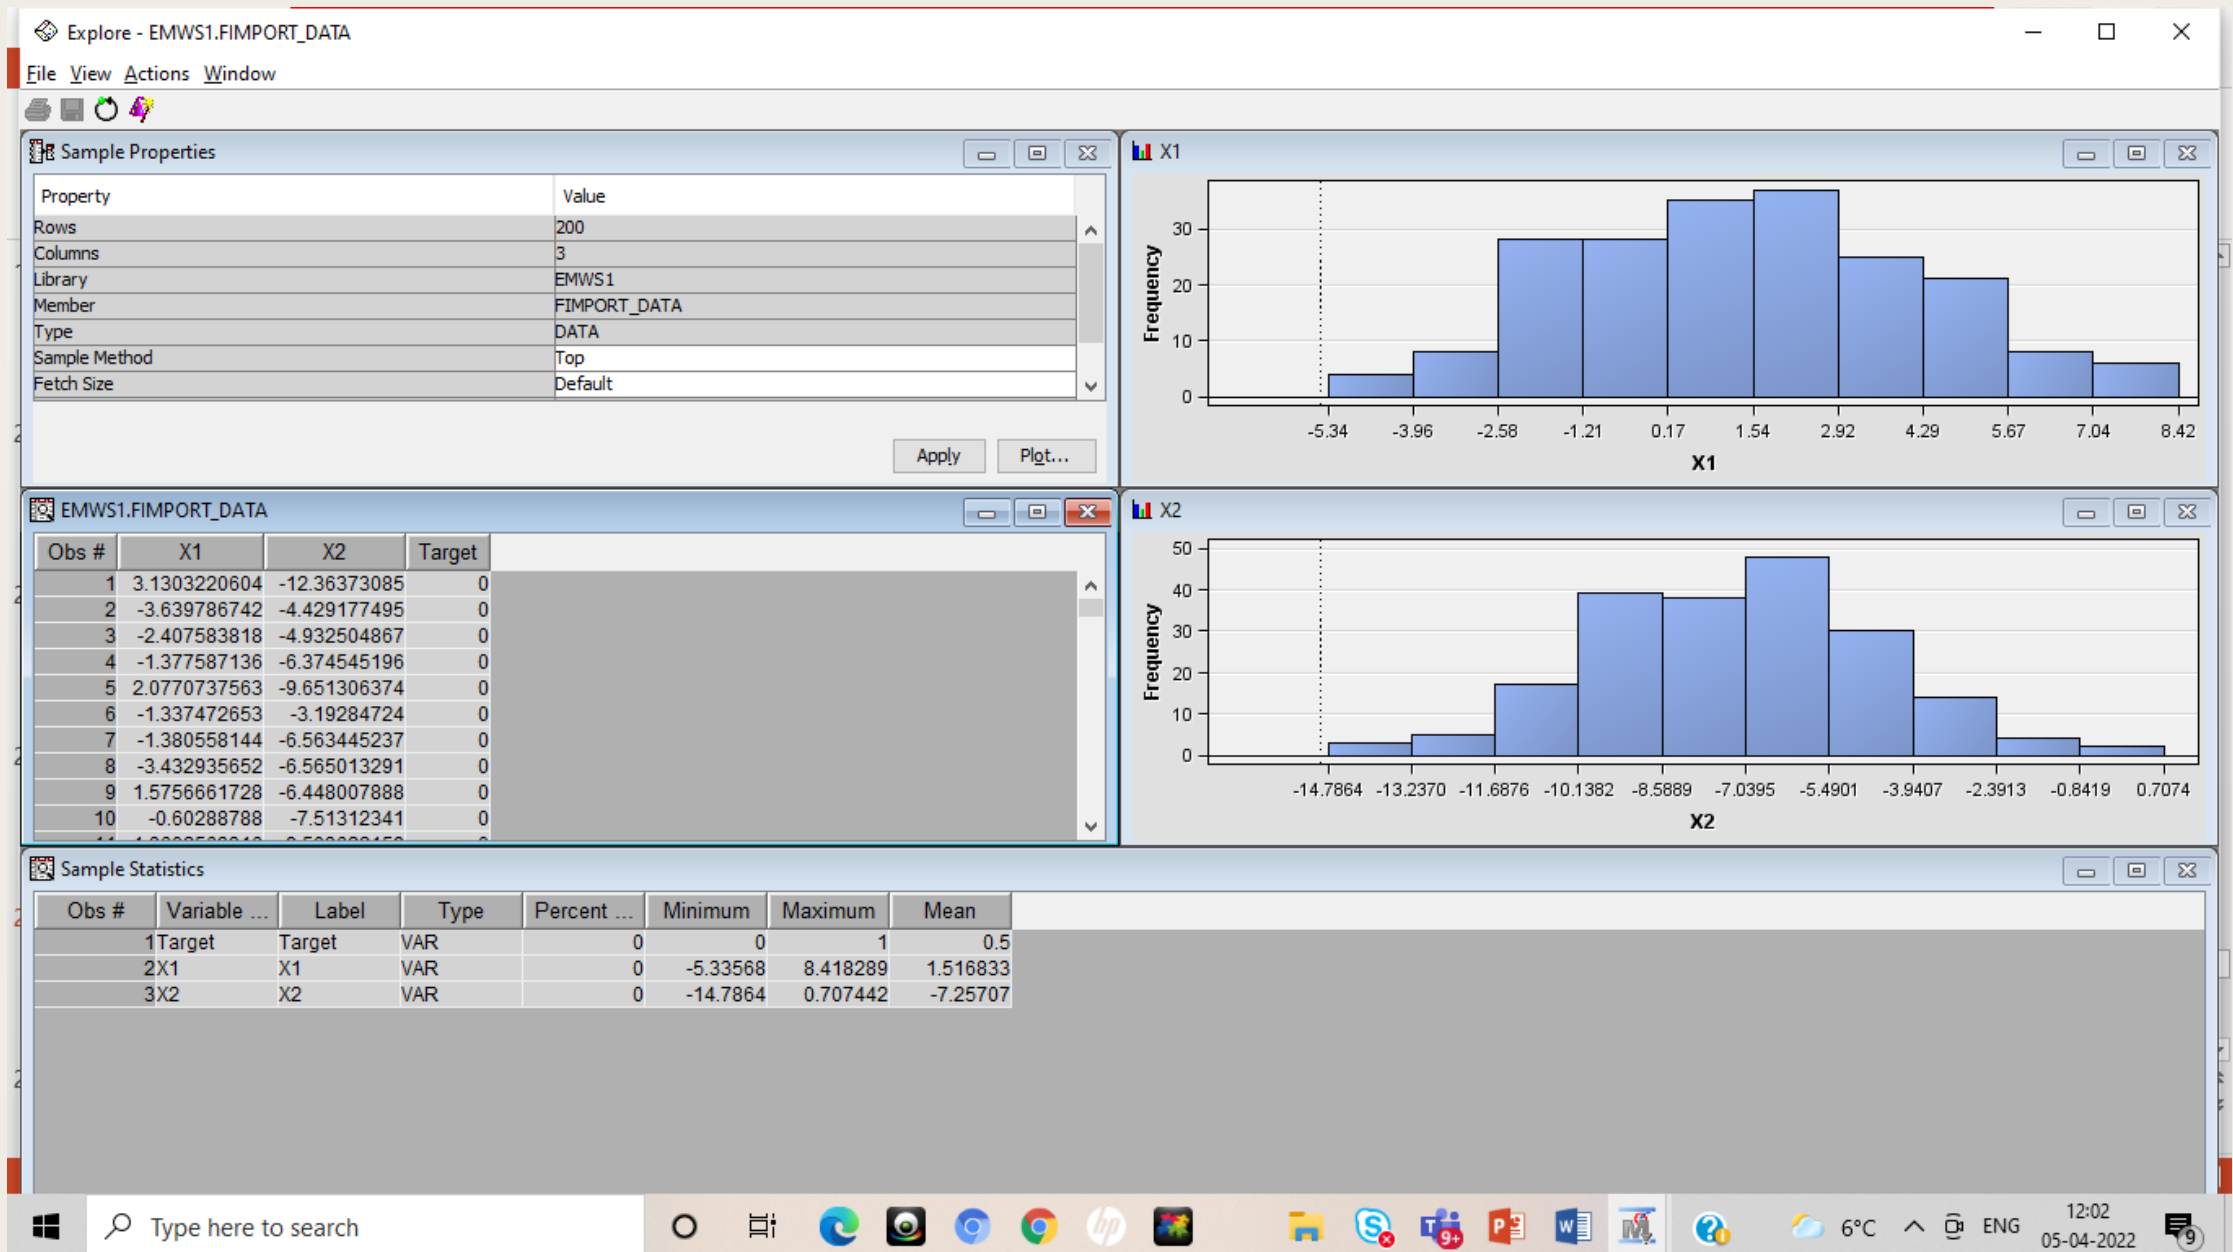 Explore - EMWS1.FIMPORT_DATA
File View Actions Window
Sample Properties
Property Value
Rows 200
Columns 3
Library EMWS1
Member FIMPORT_DATA
Type DATA
Sample Method Top
Fetch Size Default
Apply Plot...
X1
Frequency
30
20
10
0
-5.34 -3.96 -2.58 -1.21 0.17 1.54 2.92 4.29 5.67 7.04 8.42
X1
EMWS1.FIMPORT_DATA
Obs # X1 X2 Target
1 3.1303220604 -12.36373085 0
2 -3.639786742 -4.429177495 0
3 -2.407583818 -4.932504867 0
4 -1.377587136 -6.374545196 0
5 2.0770737563 -9.651306374 0
6 -1.337472653 -3.19284724 0
7 -1.380558144 -6.563445237 0
8 -3.432935652 -6.565013291 0
9 1.5756661728 -6.448007888 0
10 -0.60288788 -7.51312341 0
X2
Frequency
50
40
30
20
10
0
-14.7864 -13.2370 -11.6876 -10.1382 -8.5889 -7.0395 -5.4901 -3.9407 -2.3913 -0.8419 0.7074
X2
Sample Statistics
Obs # Variable ... Label Type Percent ... Minimum Maximum Mean
1 Target Target VAR 0 0 1 0.5
2 X1 X1 VAR 0 -5.33568 8.418289 1.516833
3 X2 X2 VAR 0 -14.7864 0.707442 -7.25707
Type here to search
9+
6°C
ENG
12:02
05-04-2022
9